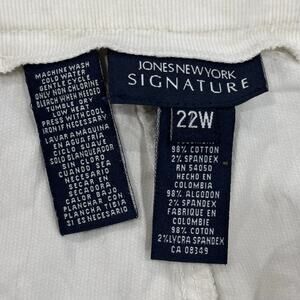 MACHINE WASH
COLD WATER
GENTLE CYCLE
ONLY NON CHLORINE
BLEACH WHEN NEEDED
TUMBLE DRY
LOW HEAT
PRESS WITH COOL
IRON IF NECESSARY
LAVAR A MAQUINA
EN AGUA FRIA
CICLO SUAVE
SOLO BLANQUEADOR
SIN CLORO
CUANDO SEA
NECESARIO
SECAR EN
SECADORA
CALOR BAJO
PLANCHAR CON
PLANCHA TIBIA
SI ES NECESARIO
JONES NEW YORK
SIGNATURE
22W
98% COTTON
2% SPANDEX
RN 54050
HECHO EN
COLOMBIA
98% ALGODON
2% SPANDEX
FABRIQUE EN
COLOMBIE
98% COTON
2% LYCRA SPANDEX
CA 08349